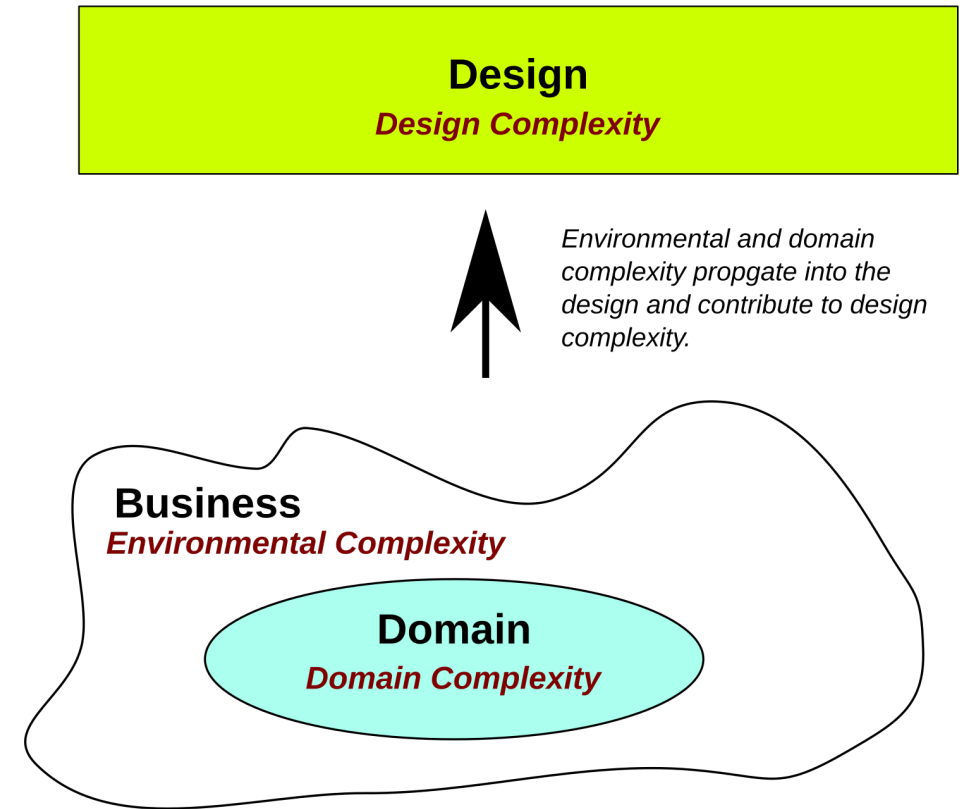 Design
Design Complexity
Environmental and domain
complexity propgate into the
design and contribute to design
complexity.
Business
Environmental Complexity
Domain
Domain Complexity